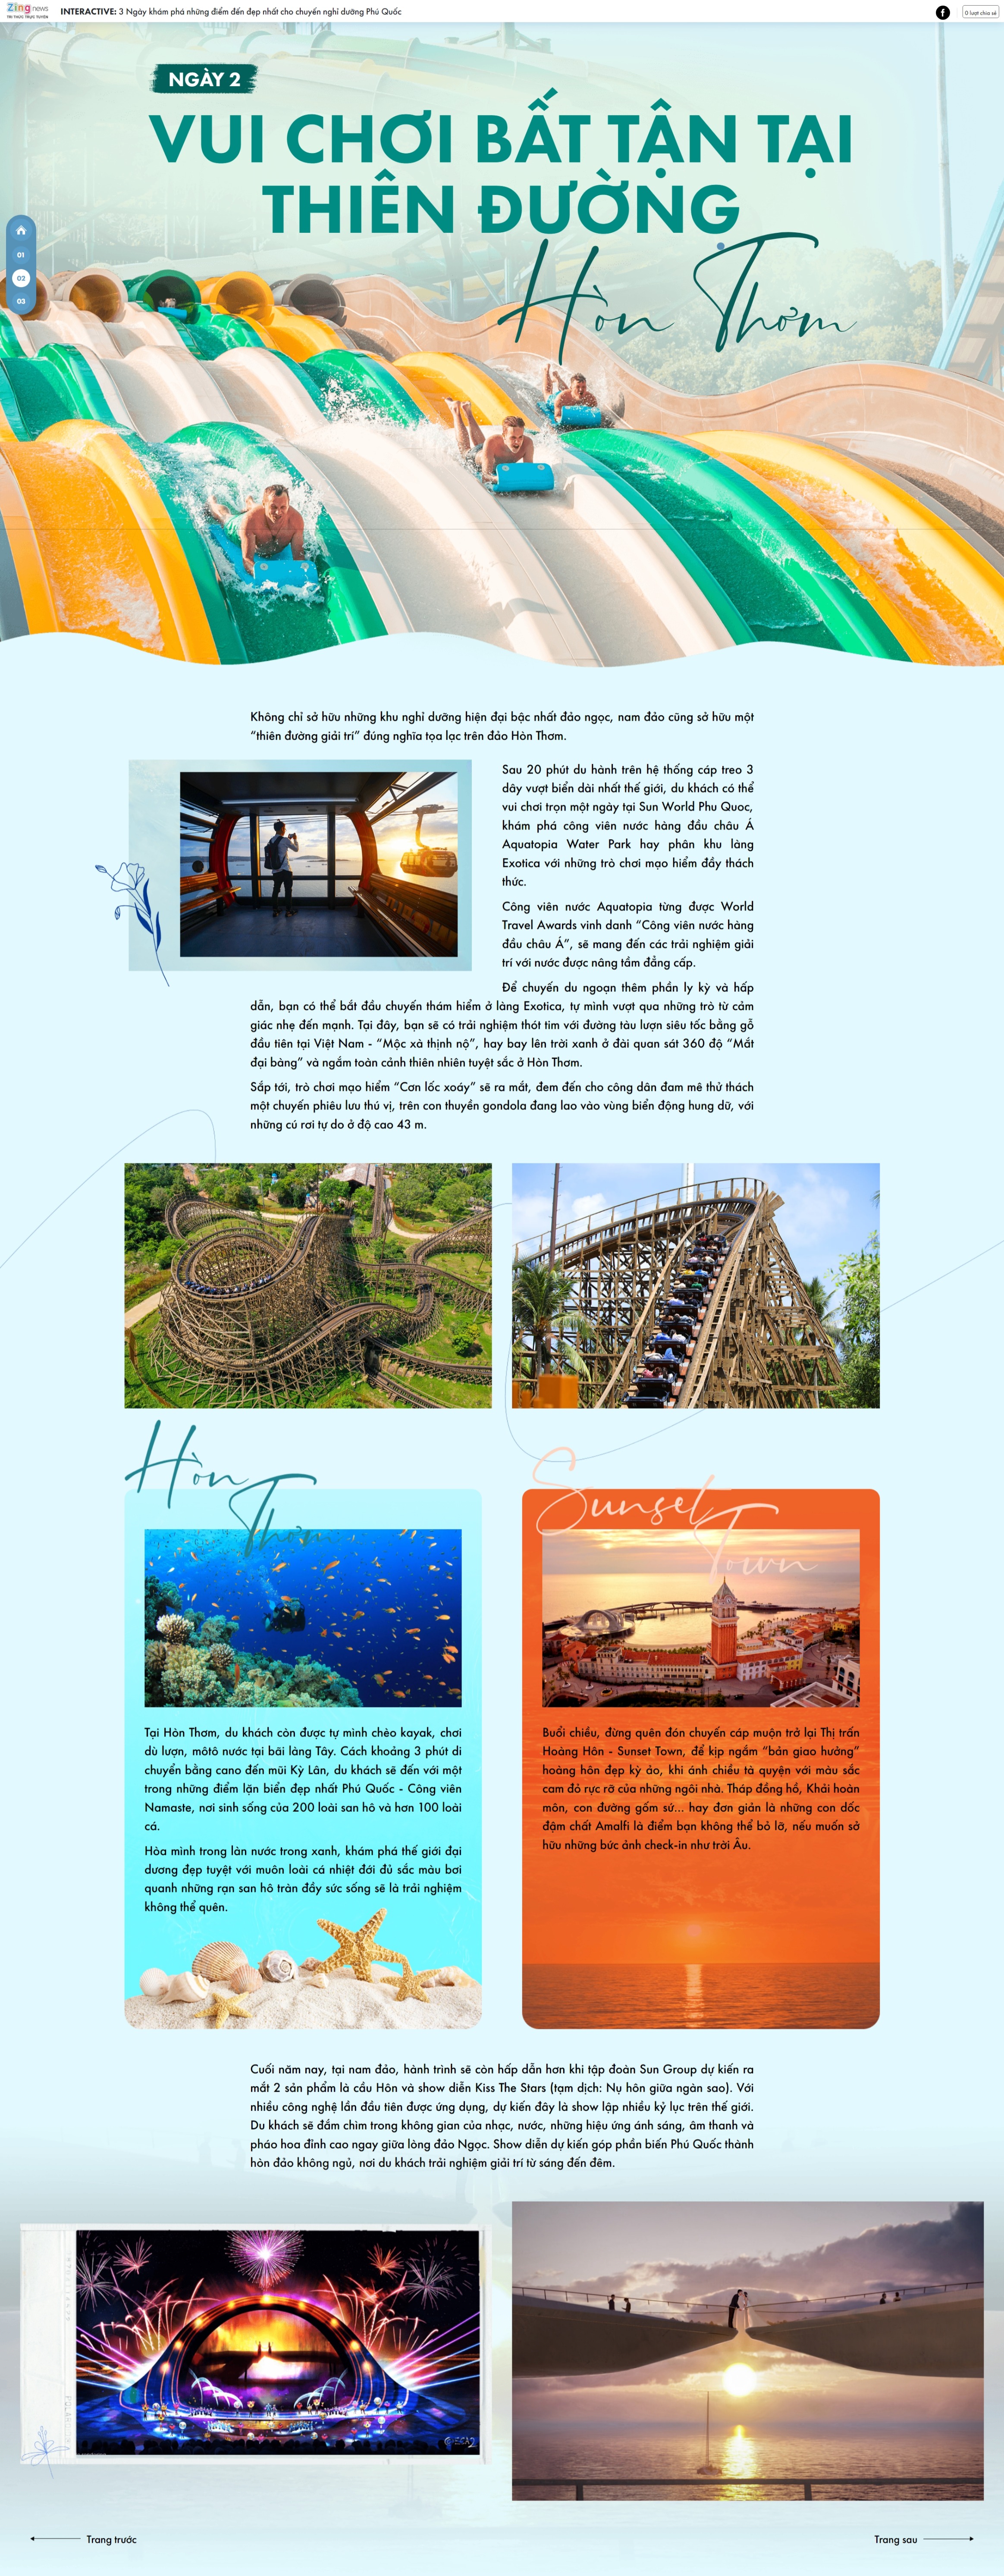 Zing news
TRI THỨC TRỰC TUYẾN
INTERACTIVE: 3 Ngày khám phá những điểm đến đẹp nhất cho chuyến nghỉ dưỡng Phú Quốc
0 lượt chia sẻ
NGÀY 2
VUI CHƠI BẤT TẬN TẠI
THIÊN ĐƯỜNG
Hòn Thơm
01
02
03
Không chỉ sở hữu những khu nghỉ dưỡng hiện đại bậc nhất đảo ngọc, nam đảo cũng sở hữu một
“thiên đường giải trí” đúng nghĩa tọa lạc trên đảo Hòn Thơm.
Sau 20 phút du hành trên hệ thống cáp treo 3
dây vượt biển dài nhất thế giới, du khách có thể
vui chơi trọn một ngày tại Sun World Phu Quoc,
khám phá công viên nước hàng đầu châu Á
Aquatopia Water Park hay phân khu làng
Exotica với những trò chơi mạo hiểm đầy thách
thức.
Công viên nước Aquatopia từng được World
Travel Awards vinh danh “Công viên nước hàng
đầu châu Á”, sẽ mang đến các trải nghiệm giải
trí với nước được nâng tầm đẳng cấp.
Để chuyến du ngoạn thêm phần ly kỳ và hấp
dẫn, bạn có thể bắt đầu chuyến thám hiểm ở làng Exotica, tự mình vượt qua những trò từ cảm
giác nhẹ đến mạnh. Tại đây, bạn sẽ có trải nghiệm thót tim với đường tàu lượn siêu tốc bằng gỗ
đầu tiên tại Việt Nam - “Mộc xà thịnh nộ”, hay bay lên trời xanh ở đài quan sát 360 độ “Mắt
đại bàng” và ngắm toàn cảnh thiên nhiên tuyệt sắc ở Hòn Thơm.
Sắp tới, trò chơi mạo hiểm “Cơn lốc xoáy” sẽ ra mắt, đem đến cho công dân đam mê thử thách
một chuyến phiêu lưu thú vị, trên con thuyền gondola đang lao vào vùng biển động hung dữ, với
những cú rơi tự do ở độ cao 43 m.
Hòn
Thơm
Tại Hòn Thơm, du khách còn được tự mình chèo kayak, chơi
dù lượn, môtô nước tại bãi làng Tây. Cách khoảng 3 phút di
chuyển bằng cano đến mũi Kỳ Lân, du khách sẽ đến với một
trong những điểm lặn biển đẹp nhất Phú Quốc - Công viên
Namaste, nơi sinh sống của 200 loài san hô và hơn 100 loài
cá.
Hòa mình trong làn nước trong xanh, khám phá thế giới đại
dương đẹp tuyệt với muôn loài cá nhiệt đới đủ sắc màu bơi
quanh những rạn san hô tràn đầy sức sống sẽ là trải nghiệm
không thể quên.
Sunset
Town
Buổi chiều, đừng quên đón chuyến cáp muộn trở lại Thị trấn
Hoàng Hôn - Sunset Town, để kịp ngắm “bản giao hưởng”
hoàng hôn đẹp kỳ ảo, khi ánh chiều tà quyện với màu sắc
cam đỏ rực rỡ của những ngôi nhà. Tháp đồng hồ, Khải hoàn
môn, con đường gốm sứ... hay đơn giản là những con dốc
đậm chất Amalfi là điểm bạn không thể bỏ lỡ, nếu muốn sở
hữu những bức ảnh check-in như trời Âu.
Cuối năm nay, tại nam đảo, hành trình sẽ còn hấp dẫn hơn khi tập đoàn Sun Group dự kiến ra
mắt 2 sản phẩm là cầu Hôn và show diễn Kiss The Stars (tạm dịch: Nụ hôn giữa ngàn sao). Với
nhiều công nghệ lần đầu tiên được ứng dụng, dự kiến đây là show lập nhiều kỷ lục trên thế giới.
Du khách sẽ đắm chìm trong không gian của nhạc, nước, những hiệu ứng ánh sáng, âm thanh và
pháo hoa đỉnh cao ngay giữa lòng đảo Ngọc. Show diễn dự kiến góp phần biến Phú Quốc thành
hòn đảo không ngủ, nơi du khách trải nghiệm giải trí từ sáng đến đêm.
ECA2
Trang trước
Trang sau